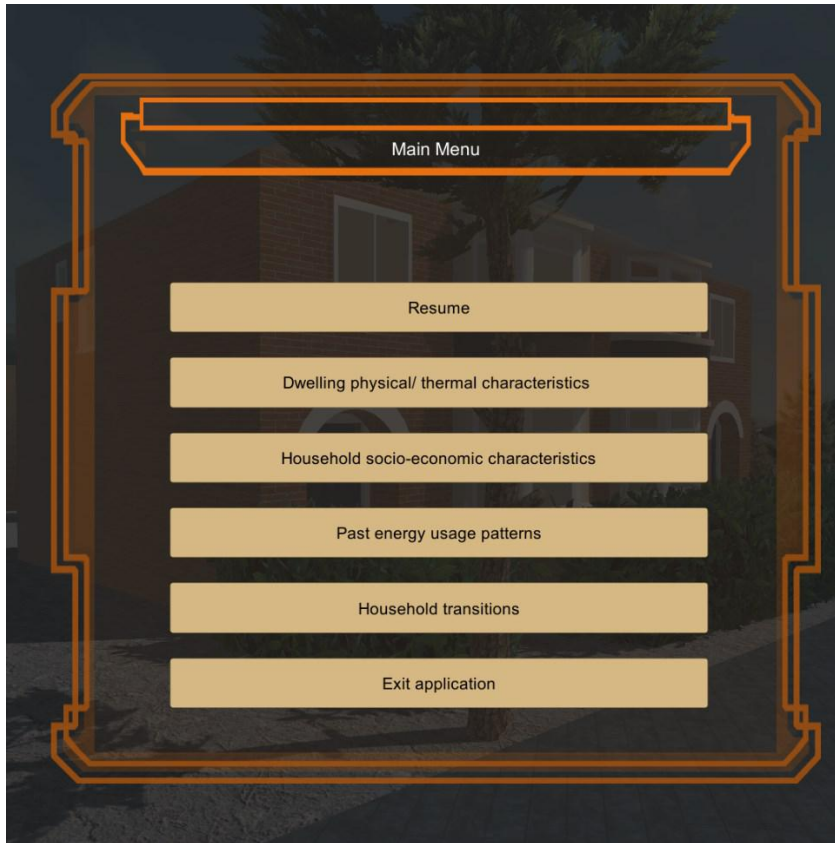 Main Menu
Resume
Dwelling physical/ thermal characteristics
Household socio-economic characteristics
Past energy usage patterns
Household transitions
Exit application